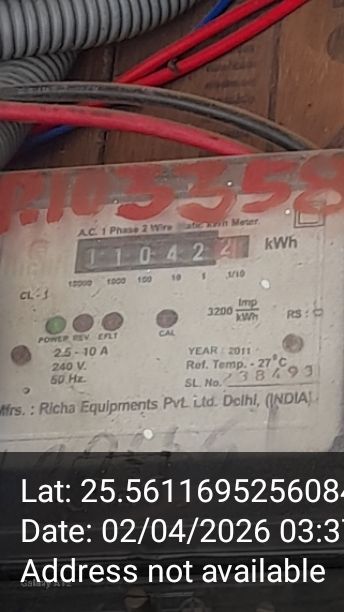 R103358
A.C. 1 Phase 2 Wire Static kWh Meter.
11042 kWh
10000 1000 100 10 1 1/10
CL - 1
3200 Imp/kWh
RS :
POWER REV. EFLT CAL
2.5 - 10 A
240 V.
50 Hz.
YEAR : 2011
Ref. Temp. - 27°C
SL. No. 38493
Mfrs. : Richa Equipments Pvt. Ltd. Delhi, (INDIA)
Lat: 25.561169525608
Date: 02/04/2026 03:3
Address not available